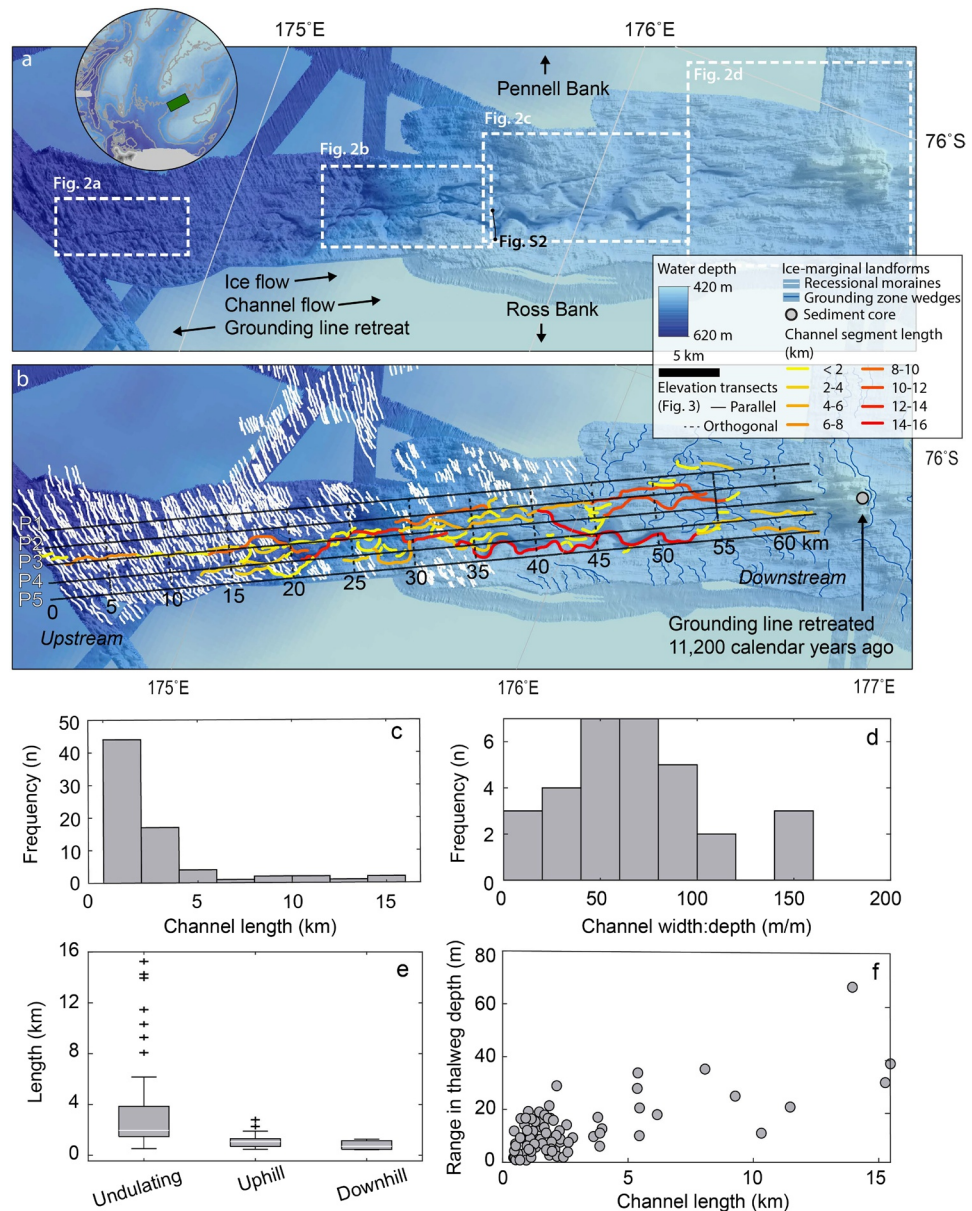 175°E
176°E
a
Pennell Bank
Fig. 2d
76°S
Fig. 2c
Fig. 2b
Fig. 2a
Fig. S2
Ice flow
Channel flow
Grounding line retreat
Ross Bank
Water depth
420 m
620 m
5 km
Elevation transects
(Fig. 3)
Parallel
Orthogonal
Ice-marginal landforms
Recessional moraines
Grounding zone wedges
Sediment core
Channel segment length
(km)
< 2
2-4
4-6
6-8
8-10
10-12
12-14
14-16
b
76°S
P1
P2
P3
P4
P5
0
5
10
15
20
25
30
35
40
45
50
55
60 km
Upstream
Downstream
Grounding line retreated
11,200 calendar years ago
175°E
176°E
177°E
c
Frequency (n)
50
40
30
20
10
0
0
5
10
15
Channel length (km)
d
Frequency (n)
6
4
2
0
0
50
100
150
200
Channel width:depth (m/m)
e
Length (km)
16
12
8
4
0
Undulating
Uphill
Downhill
f
Range in thalweg depth (m)
80
60
40
20
0
0
5
10
15
Channel length (km)